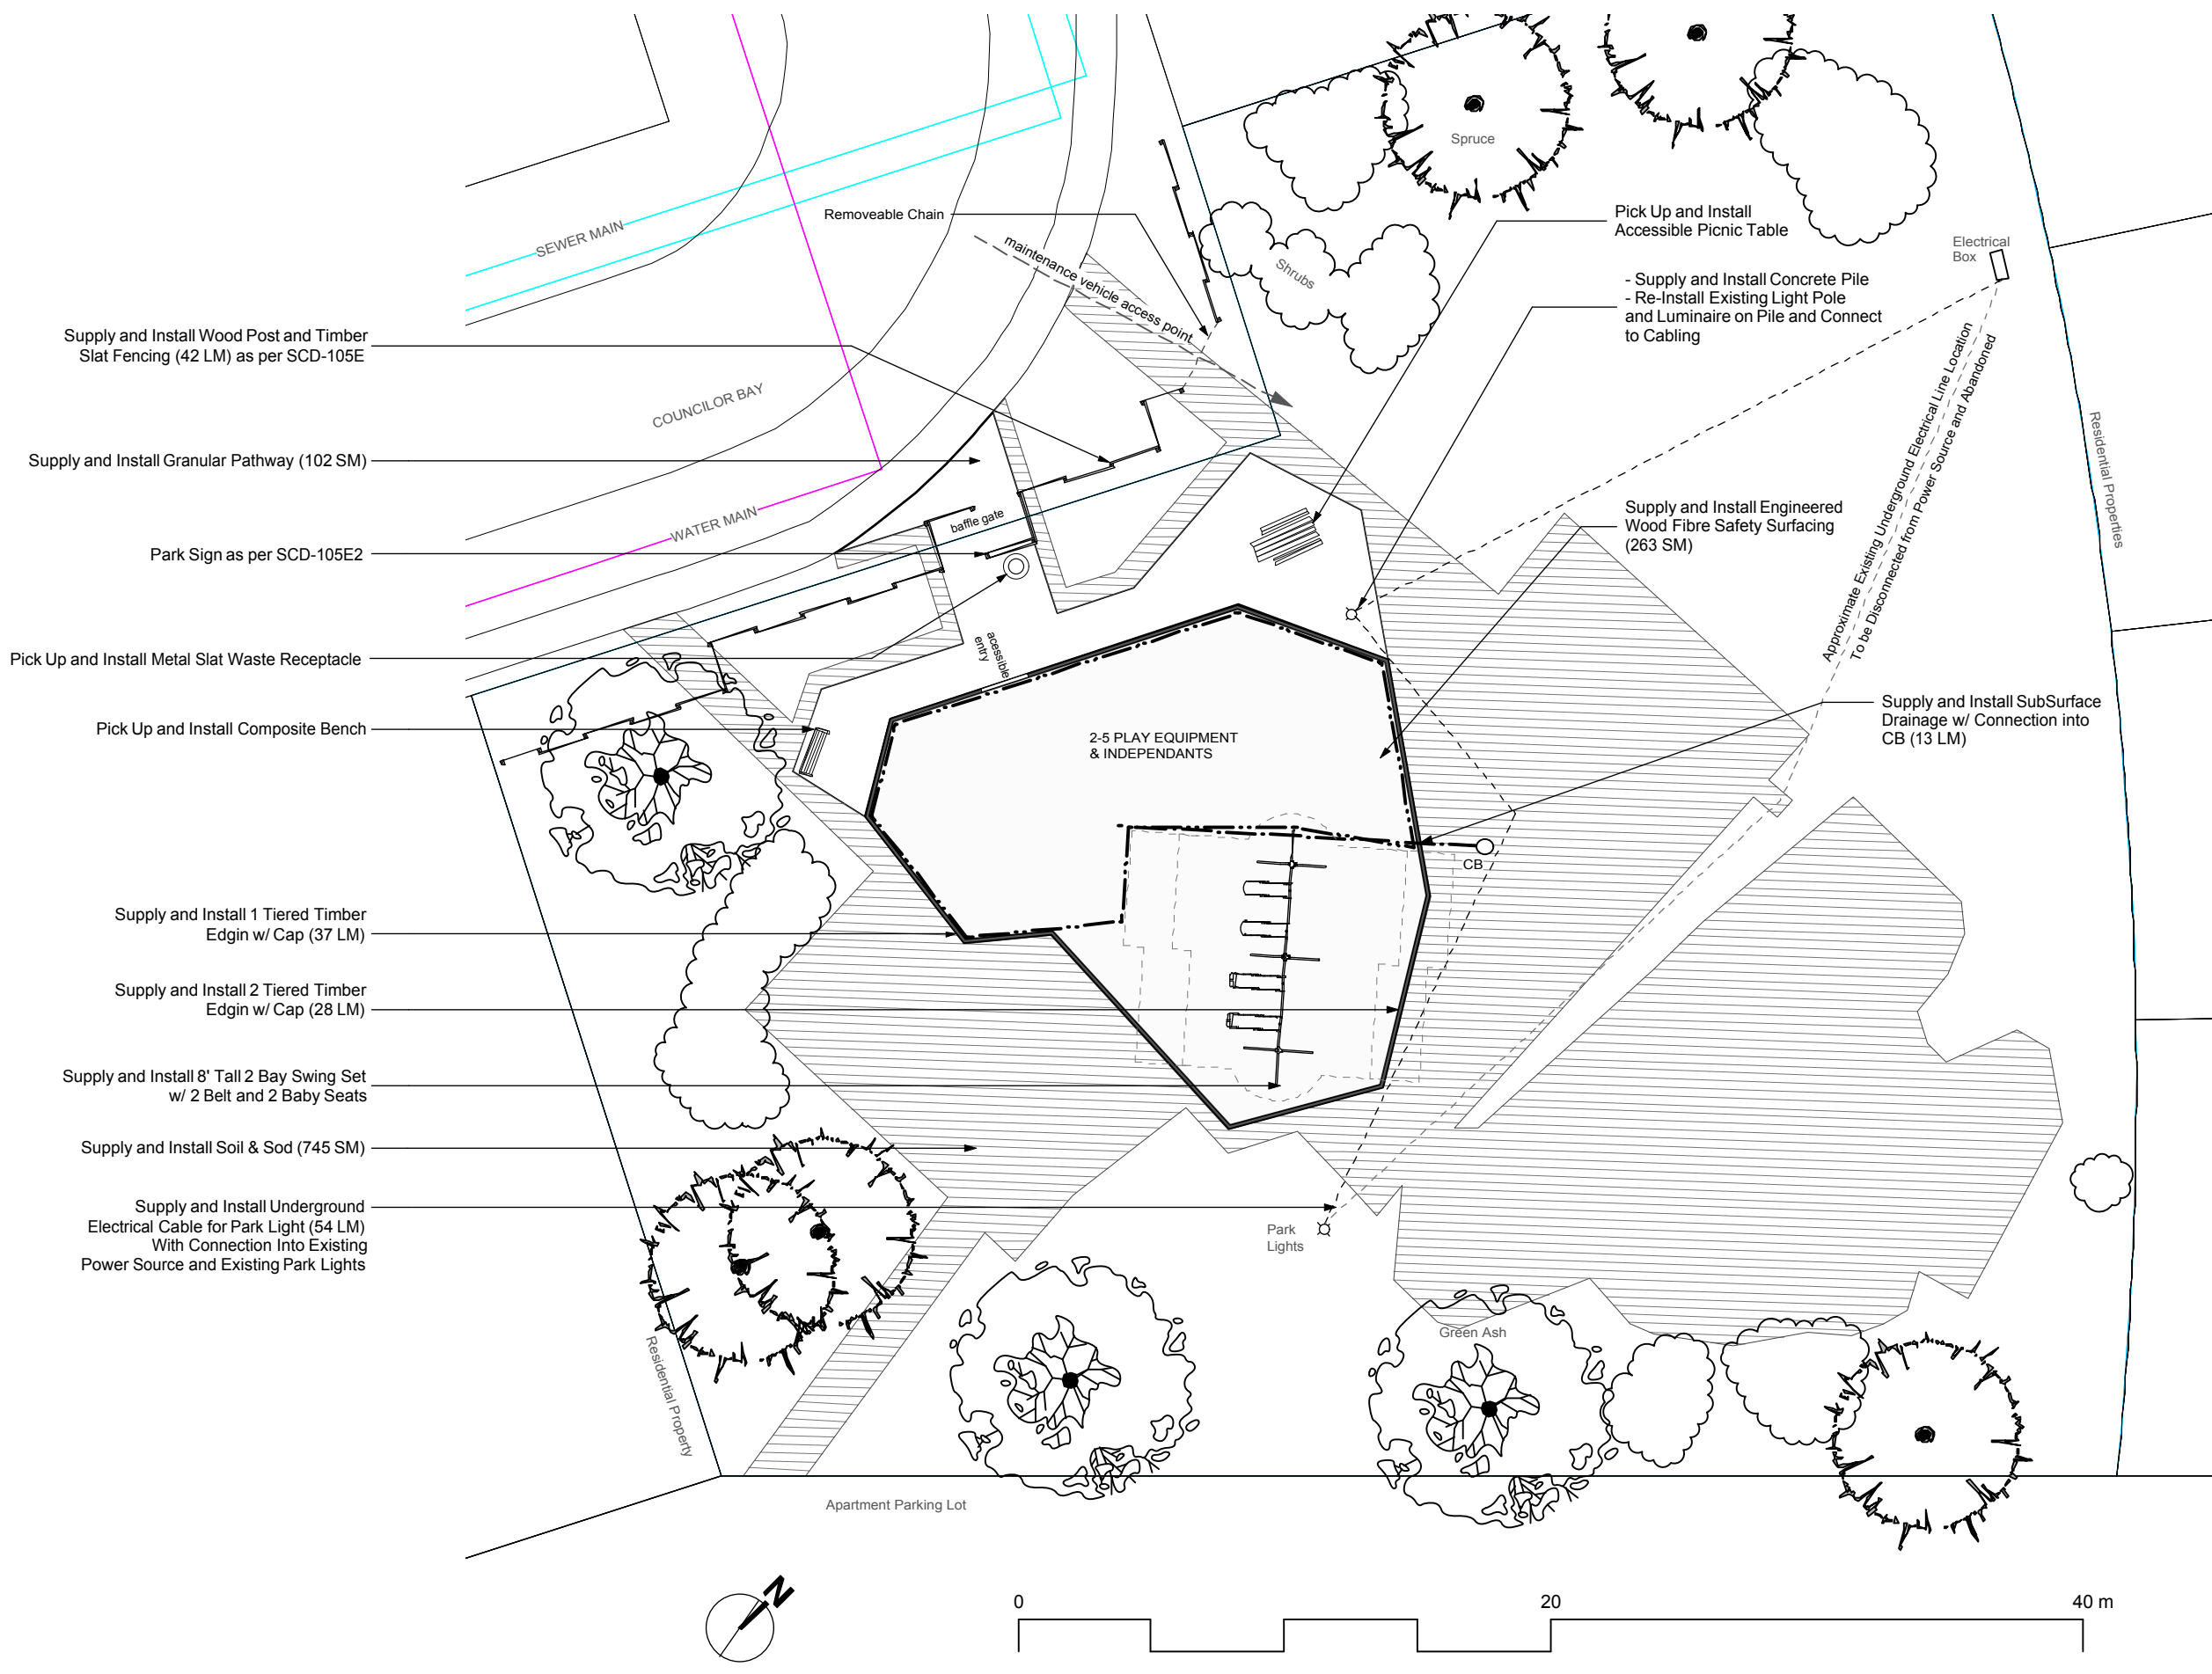 Removeable Chain
maintenance vehicle access point
SEWER MAIN
COUNCILOR BAY
WATER MAIN
Spruce
Shrubs
Pick Up and Install
Accessible Picnic Table
Electrical
Box
- Supply and Install Concrete Pile
- Re-Install Existing Light Pole
and Luminaire on Pile and Connect
to Cabling
Supply and Install Wood Post and Timber
Slat Fencing (42 LM) as per SCD-105E
Supply and Install Granular Pathway (102 SM)
Park Sign as per SCD-105E2
Pick Up and Install Metal Slat Waste Receptacle
Pick Up and Install Composite Bench
baffle gate
acessible
entry
Supply and Install Engineered
Wood Fibre Safety Surfacing
(263 SM)
Approximate Existing Underground Electrical Line Location
To be Disconnected from Power Source and Abandoned
Residential Properties
Supply and Install SubSurface
Drainage w/ Connection into
CB (13 LM)
2-5 PLAY EQUIPMENT
& INDEPENDANTS
CB
Supply and Install 1 Tiered Timber
Edgin w/ Cap (37 LM)
Supply and Install 2 Tiered Timber
Edgin w/ Cap (28 LM)
Supply and Install 8' Tall 2 Bay Swing Set
w/ 2 Belt and 2 Baby Seats
Supply and Install Soil & Sod (745 SM)
Supply and Install Underground
Electrical Cable for Park Light (54 LM)
With Connection Into Existing
Power Source and Existing Park Lights
Park
Lights
Green Ash
Residential Property
Apartment Parking Lot
N
0
20
40 m